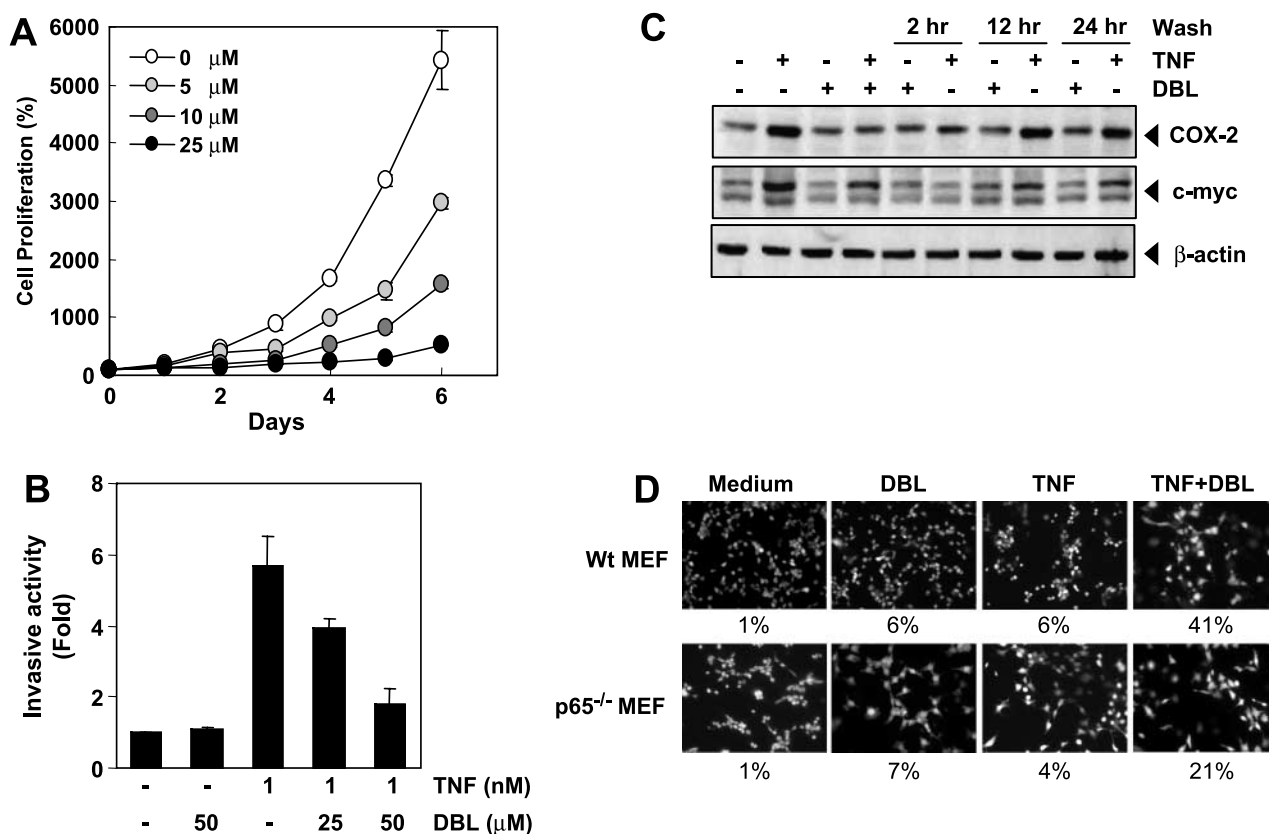 A
6000
5000
4000
3000
2000
1000
0
Cell Proliferation (%)
0 μM
5 μM
10 μM
25 μM
0 2 4 6
Days
B
8
6
4
2
0
Invasive activity
(Fold)
- - 1 1 1 TNF (nM)
- 50 - 25 50 DBL (μM)
C
2 hr 12 hr 24 hr Wash
- + - + - + - + - + TNF
- - + + + - + - + - DBL
COX-2
c-myc
β-actin
D
Medium DBL TNF TNF+DBL
Wt MEF
1% 6% 6% 41%
p65-/- MEF
1% 7% 4% 21%